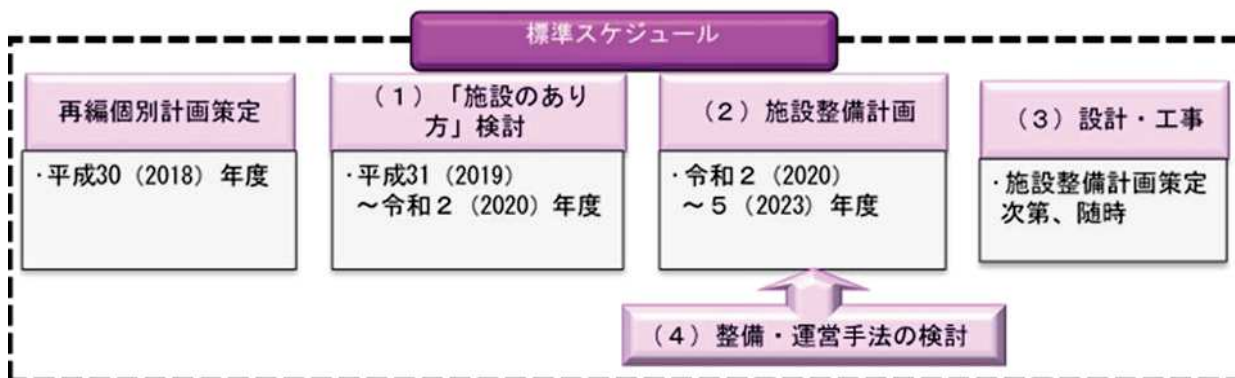 標準スケジュール
再編個別計画策定
・平成30（2018）年度
（１）「施設のあり
方」検討
・平成31（2019）
～令和２（2020）年度
（２）施設整備計画
・令和２（2020）
～５（2023）年度
（３）設計・工事
・施設整備計画策定
次第、随時
（４）整備・運営手法の検討